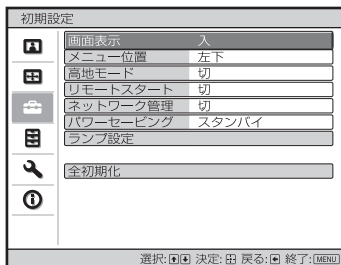 初期設定
画面表示 入
メニュー位置 左下
高地モード 切
リモートスタート 切
ネットワーク管理 切
パワーセービング スタンバイ
ランプ設定
全初期化
選択: 決定: 戻る: 終了:MENU